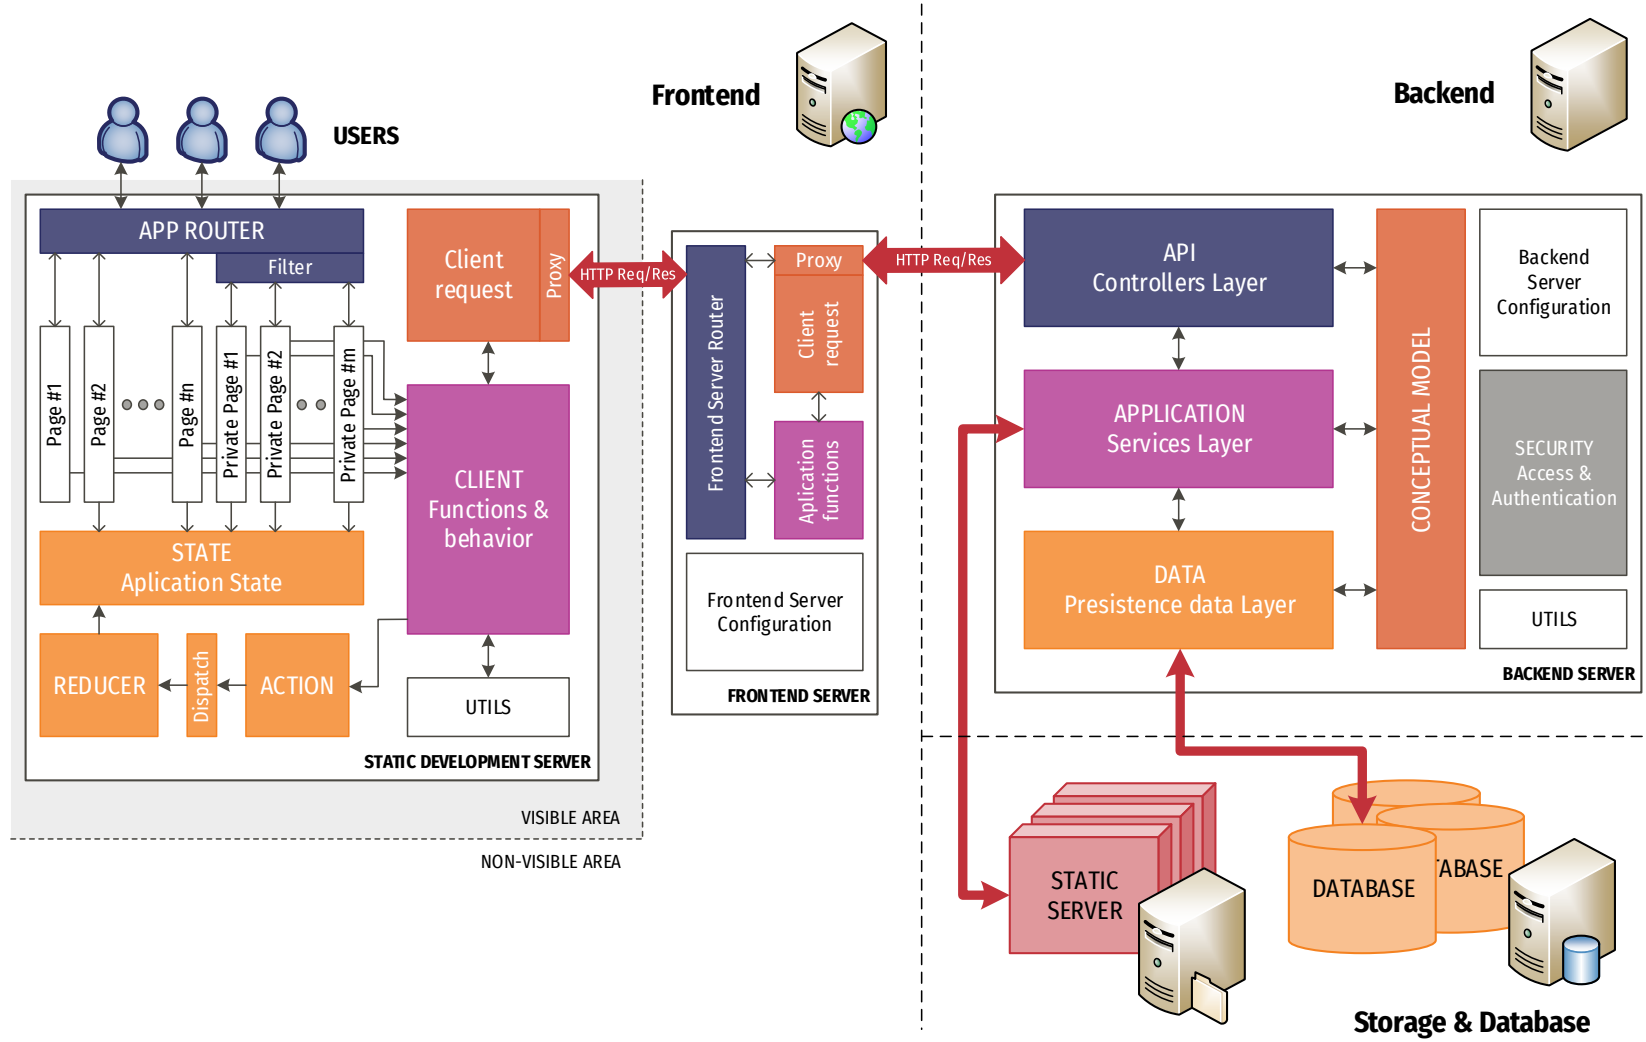 Frontend
Backend
USERS
APP ROUTER
Filter
Client
request
Proxy
HTTP Req/Res
Page #1
Page #2
Page #n
Private Page #1
Private Page #2
Private Page #m
CLIENT
Functions &
behavior
STATE
Aplication State
REDUCER
Dispatch
ACTION
UTILS
STATIC DEVELOPMENT SERVER
VISIBLE AREA
NON-VISIBLE AREA
Frontend Server Router
Proxy
Client
request
Aplication
functions
Frontend Server
Configuration
FRONTEND SERVER
HTTP Req/Res
API
Controllers Layer
APPLICATION
Services Layer
DATA
Presistence data Layer
CONCEPTUAL MODEL
Backend
Server
Configuration
SECURITY
Access &
Authentication
UTILS
BACKEND SERVER
STATIC
SERVER
DATABASE
TABASE
Storage & Database